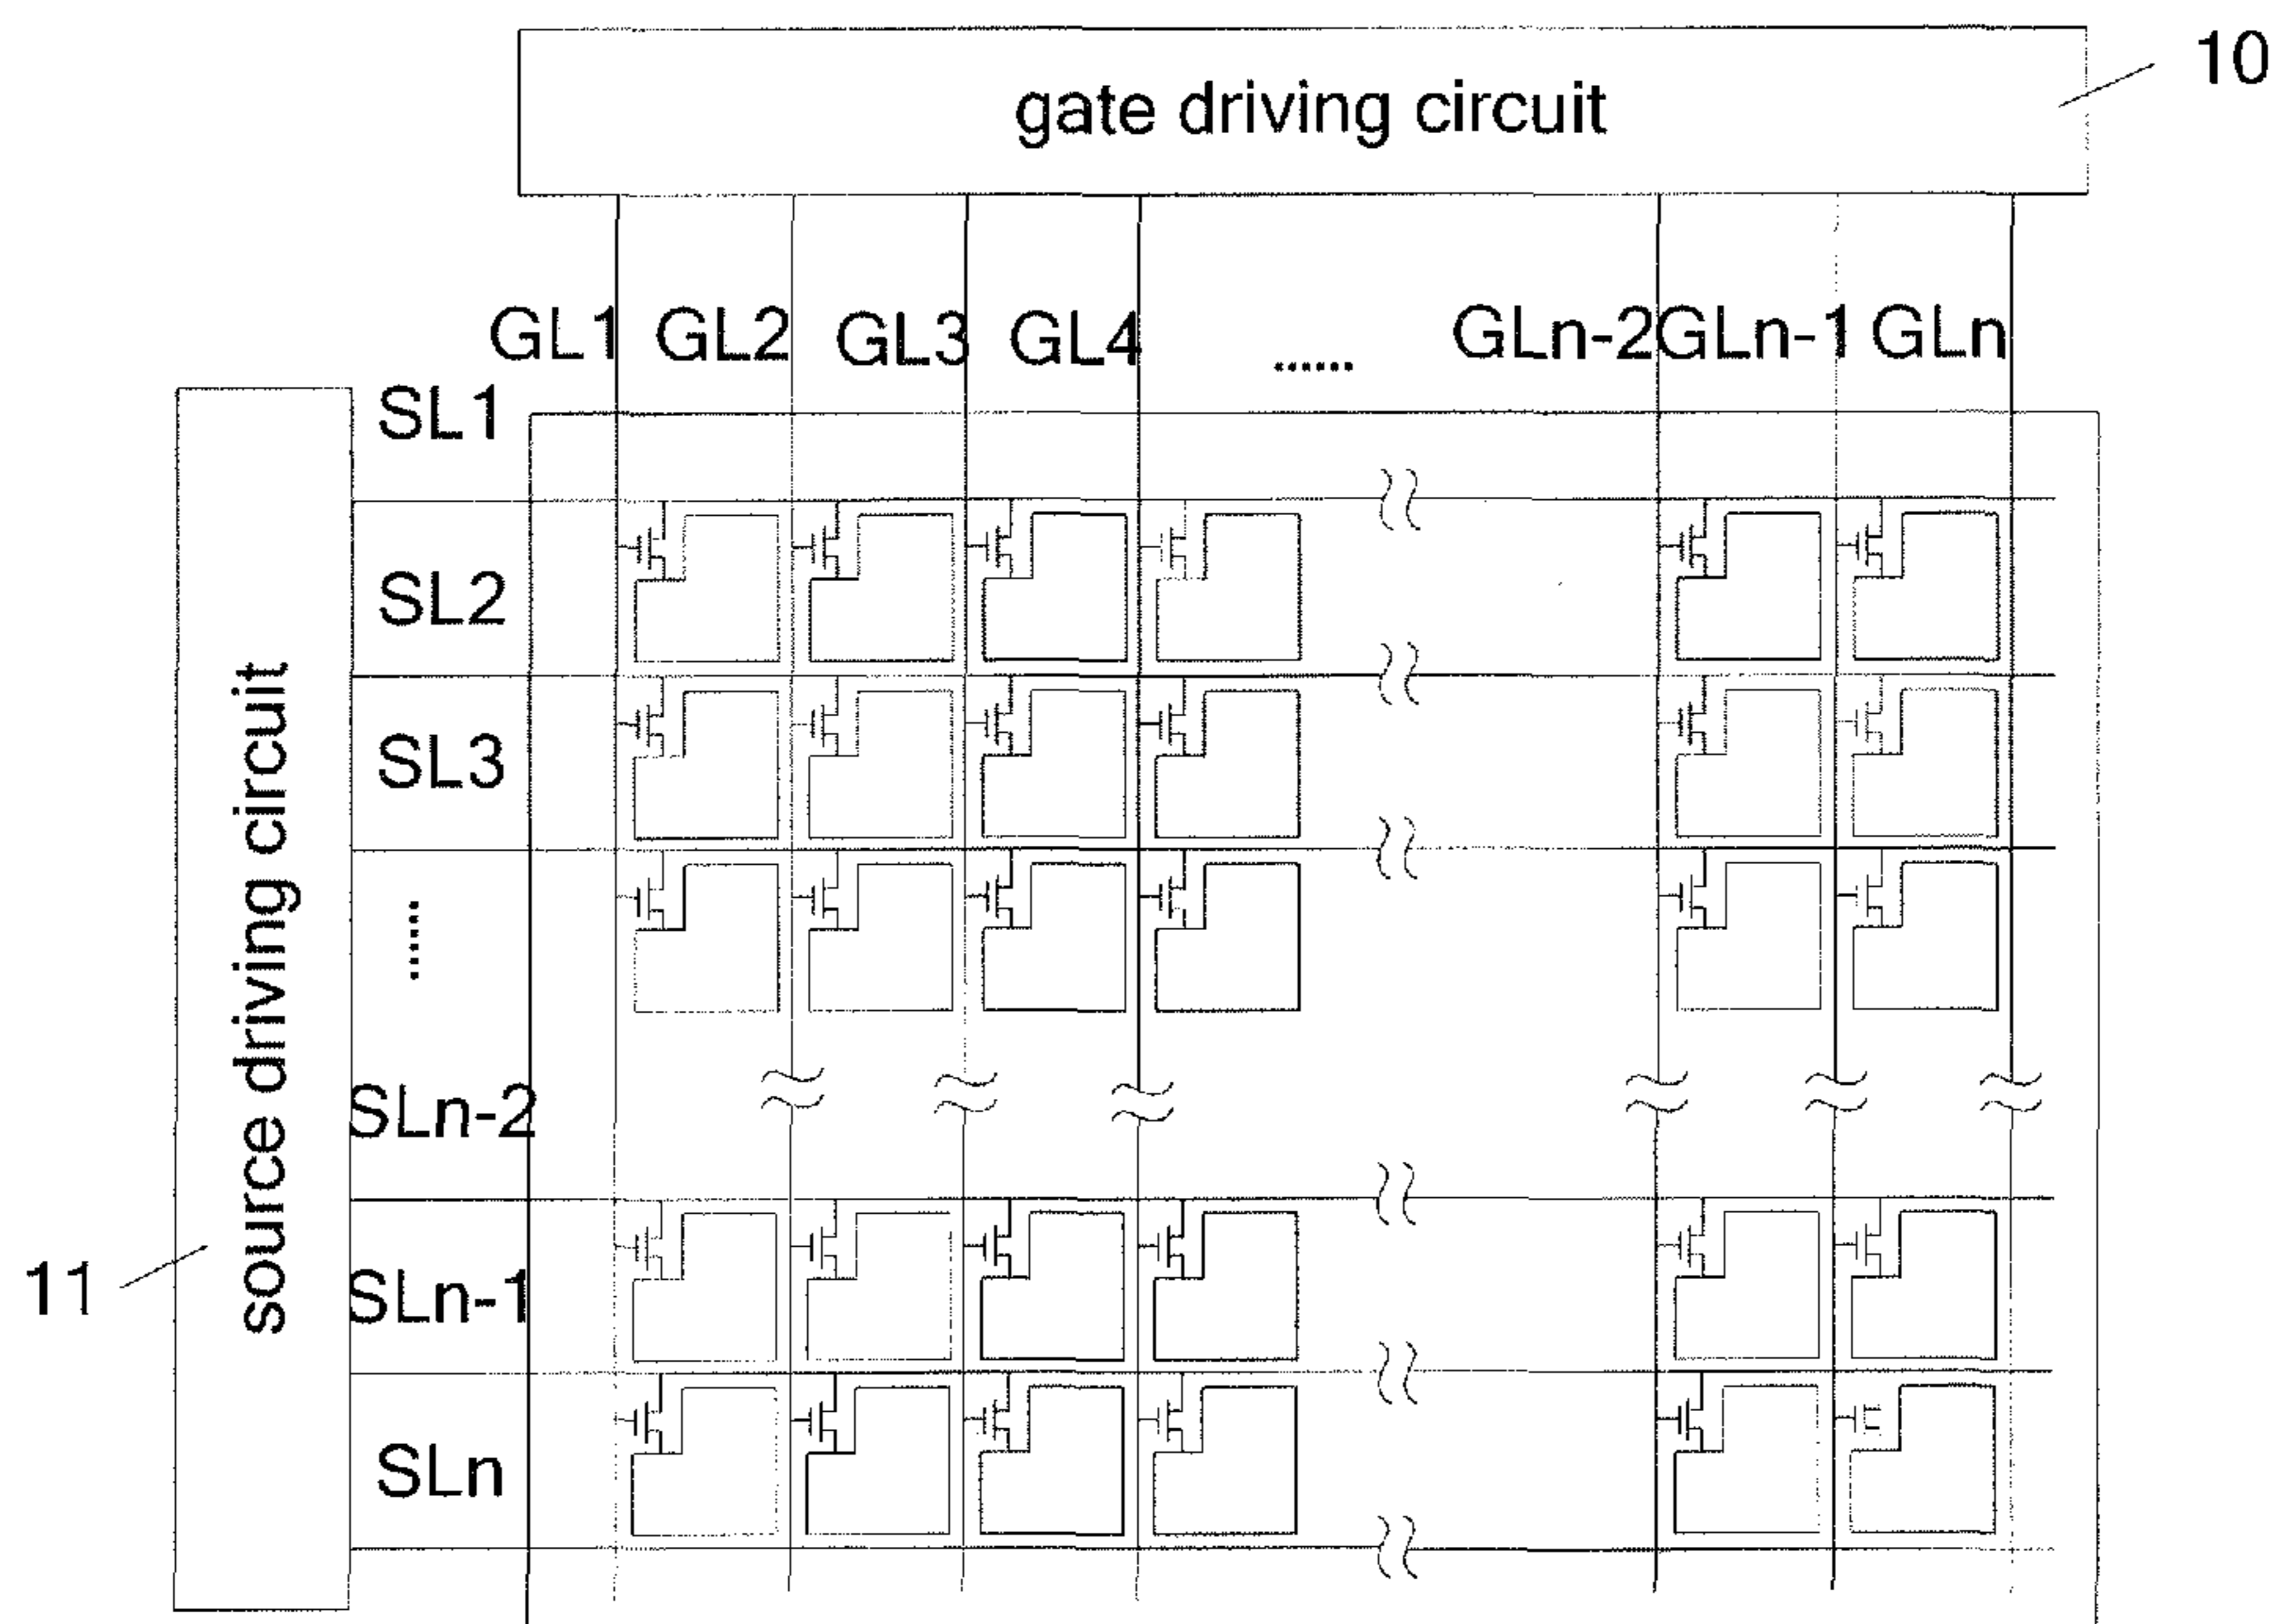 gate driving circuit
10
GL1 GL2 GL3 GL4 ...... GLn-2 GLn-1 GLn
SL1
SL2
SL3
......
SLn-2
SLn-1
SLn
source driving circuit
11